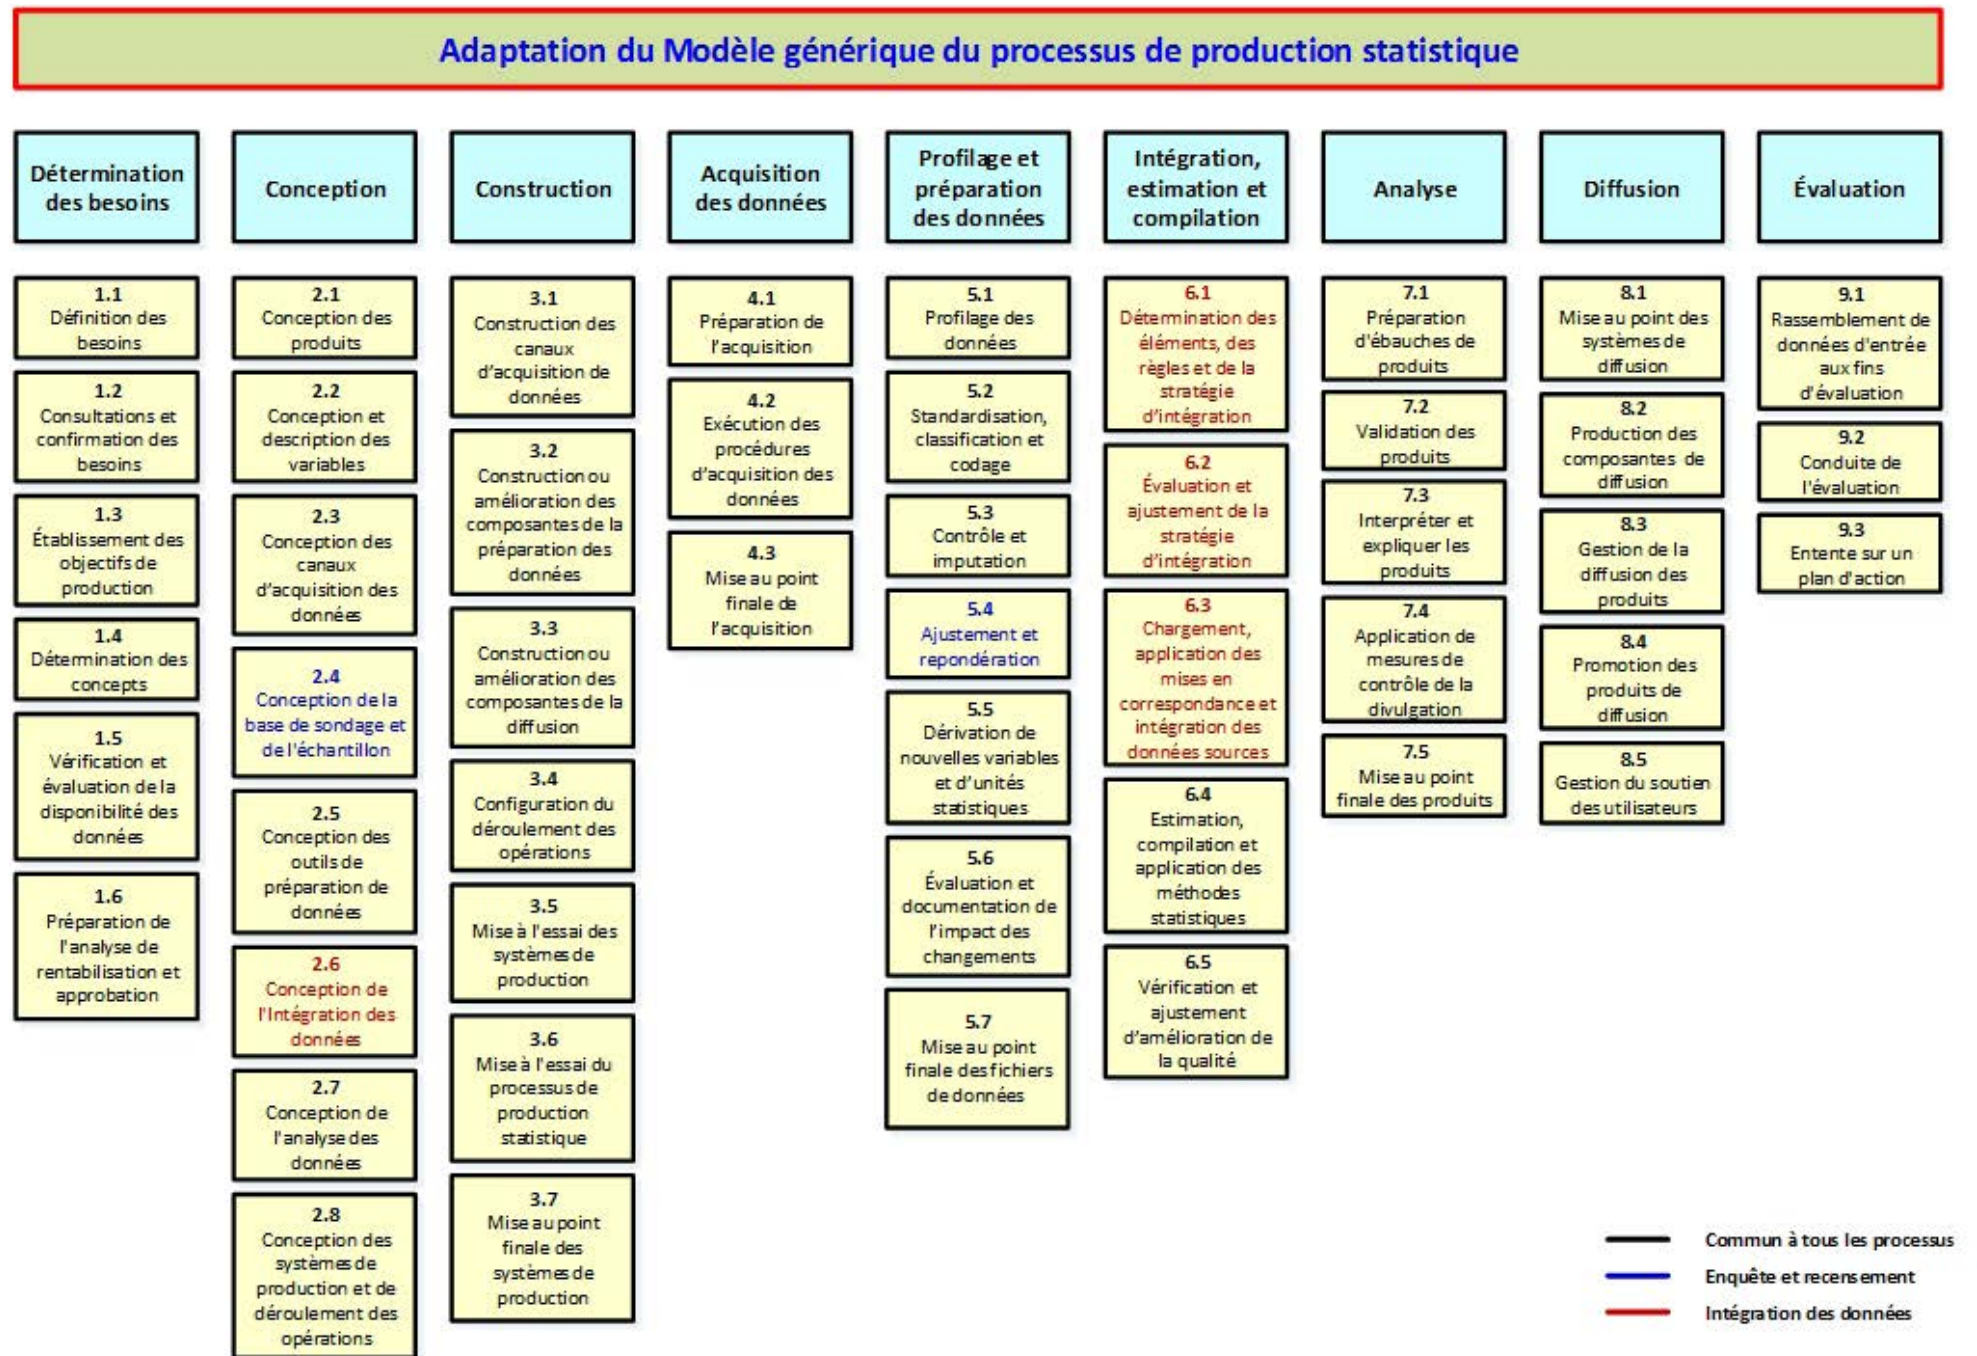 Adaptation du Modèle générique du processus de production statistique
Détermination
des besoins
Conception
Construction
Acquisition
des données
Profilage et
préparation
des données
Intégration,
estimation et
compilation
Analyse
Diffusion
Évaluation
1.1
Définition des
besoins
1.2
Consultations et
confirmation des
besoins
1.3
Établissement des
objectifs de
production
1.4
Détermination des
concepts
1.5
Vérification et
évaluation de la
disponibilité des
données
1.6
Préparation de
l'analyse de
rentabilisation et
approbation
2.1
Conception des
produits
2.2
Conception et
description des
variables
2.3
Conception des
canaux
d'acquisition des
données
2.4
Conception de la
base de sondage et
de l'échantillon
2.5
Conception des
outils de
préparation de
données
2.6
Conception de
l'Intégration des
données
2.7
Conception de
l'analyse des
données
2.8
Conception des
systèmes de
production et de
déroulement des
opérations
3.1
Construction des
canaux
d'acquisition de
données
3.2
Construction ou
amélioration des
composantes de la
préparation des
données
3.3
Construction ou
amélioration des
composantes de la
diffusion
3.4
Configuration du
déroulement des
opérations
3.5
Mise à l'essai des
systèmes de
production
3.6
Mise à l'essai du
processus de
production
statistique
3.7
Mise au point
finale des
systèmes de
production
4.1
Préparation de
l'acquisition
4.2
Exécution des
procédures
d'acquisition des
données
4.3
Mise au point
finale de
l'acquisition
5.1
Profilage des
données
5.2
Standardisation,
classification et
codage
5.3
Contrôle et
imputation
5.4
Ajustement et
repondération
5.5
Dérivation de
nouvelles variables
et d'unités
statistiques
5.6
Évaluation et
documentation de
l'impact des
changements
5.7
Mise au point
finale des fichiers
de données
6.1
Détermination des
éléments, des
règles et de la
stratégie
d'intégration
6.2
Évaluation et
ajustement de la
stratégie
d'intégration
6.3
Chargement,
application des
mises en
correspondance et
intégration des
données sources
6.4
Estimation,
compilation et
application des
méthodes
statistiques
6.5
Vérification et
ajustement
d'amélioration de
la qualité
7.1
Préparation
d'ébauches de
produits
7.2
Validation des
produits
7.3
Interpréter et
expliquer les
produits
7.4
Application de
mesures de
contrôle de la
divulgation
7.5
Mise au point
finale des produits
8.1
Mise au point des
systèmes de
diffusion
8.2
Production des
composantes de
diffusion
8.3
Gestion de la
diffusion des
produits
8.4
Promotion des
produits de
diffusion
8.5
Gestion du soutien
des utilisateurs
9.1
Rassemblement de
données d'entrée
aux fins
d'évaluation
9.2
Conduite de
l'évaluation
9.3
Entente sur un
plan d'action
Commun à tous les processus
Enquête et recensement
Intégration des données